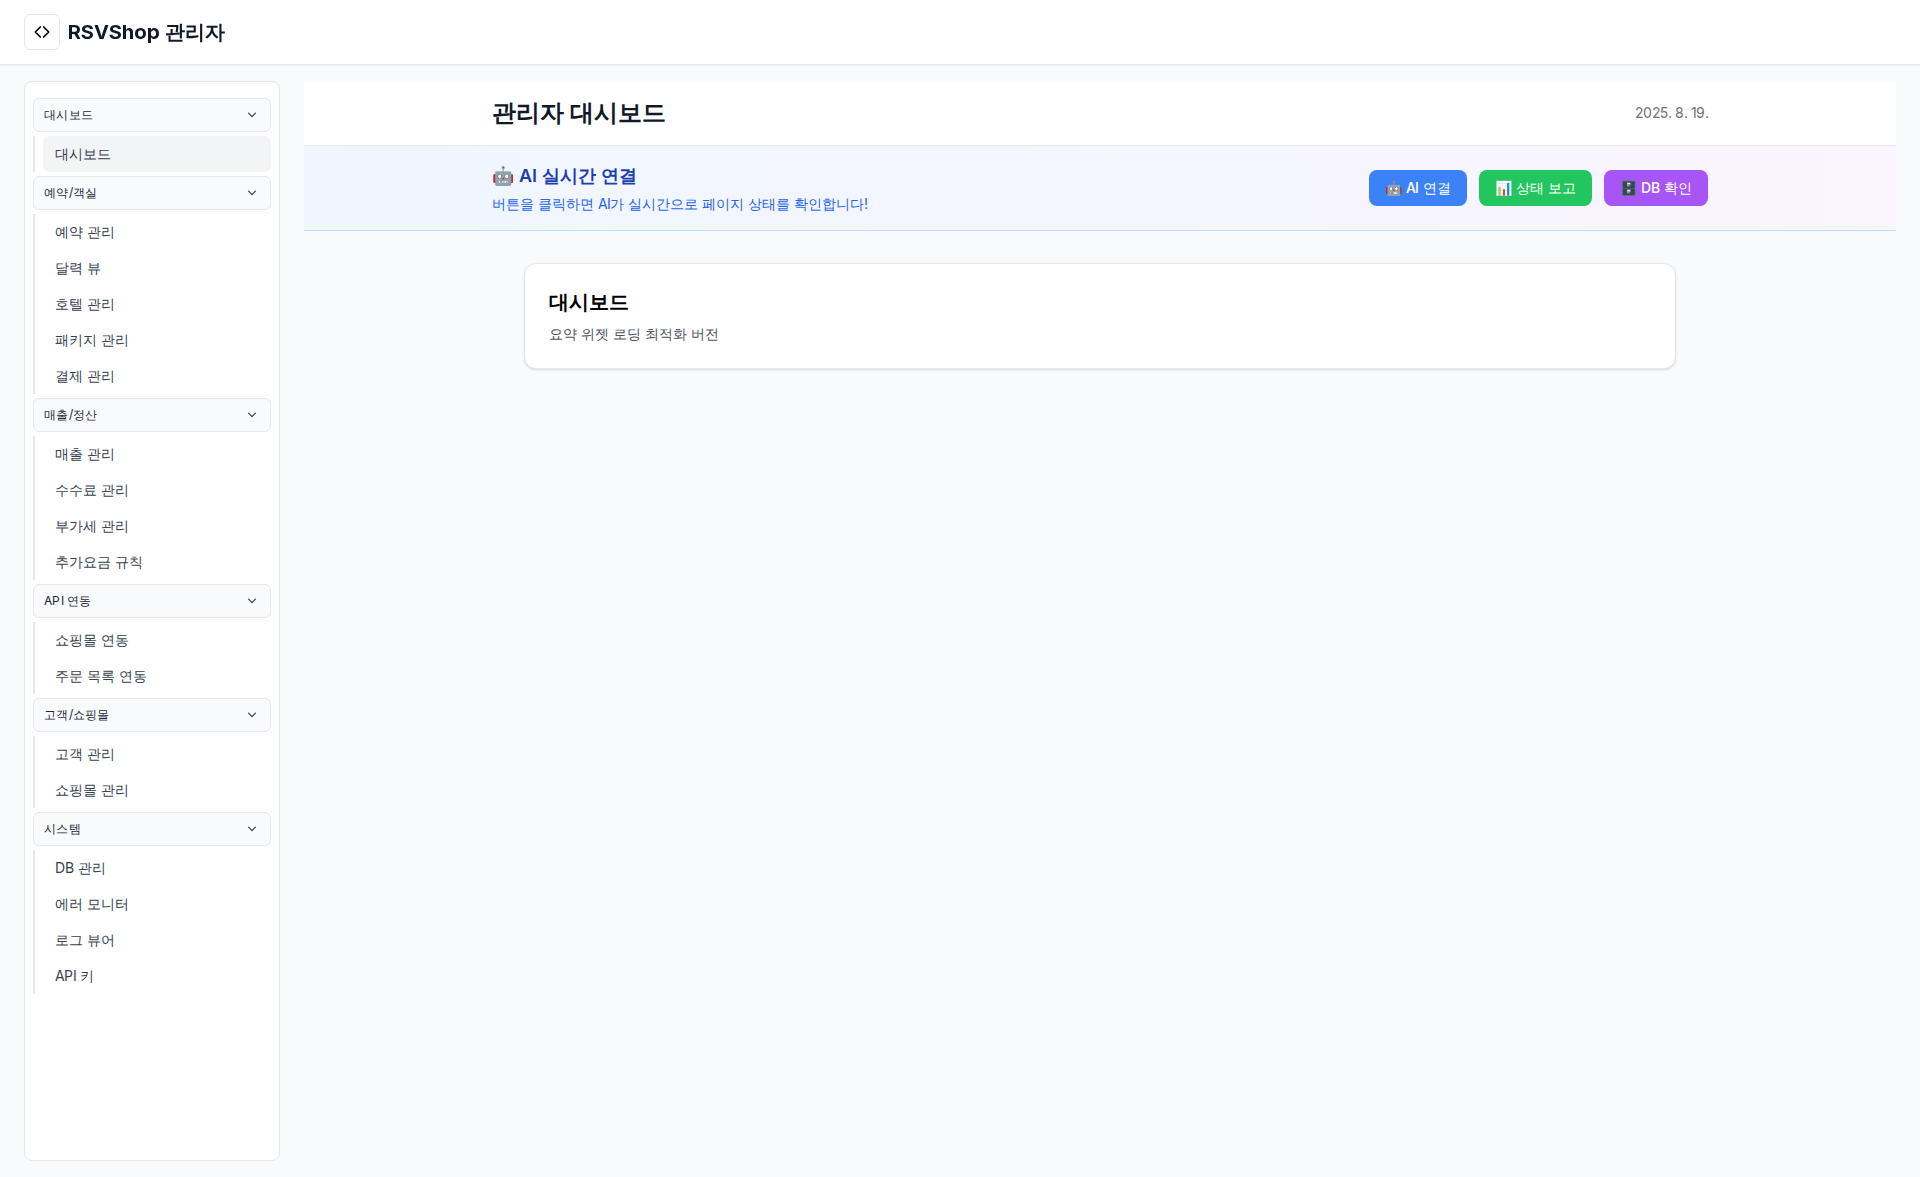 RSVShop 관리자
대시보드
대시보드
예약/객실
예약 관리
달력 뷰
호텔 관리
패키지 관리
결제 관리
매출/정산
매출 관리
수수료 관리
부가세 관리
추가요금 규칙
API 연동
쇼핑몰 연동
주문 목록 연동
고객/쇼핑몰
고객 관리
쇼핑몰 관리
시스템
DB 관리
에러 모니터
로그 뷰어
API 키
관리자 대시보드
2025. 8. 19.
🤖 AI 실시간 연결
버튼을 클릭하면 AI가 실시간으로 페이지 상태를 확인합니다!
🤖 AI 연결
📊 상태 보고
🗄️ DB 확인
대시보드
요약 위젯 로딩 최적화 버전